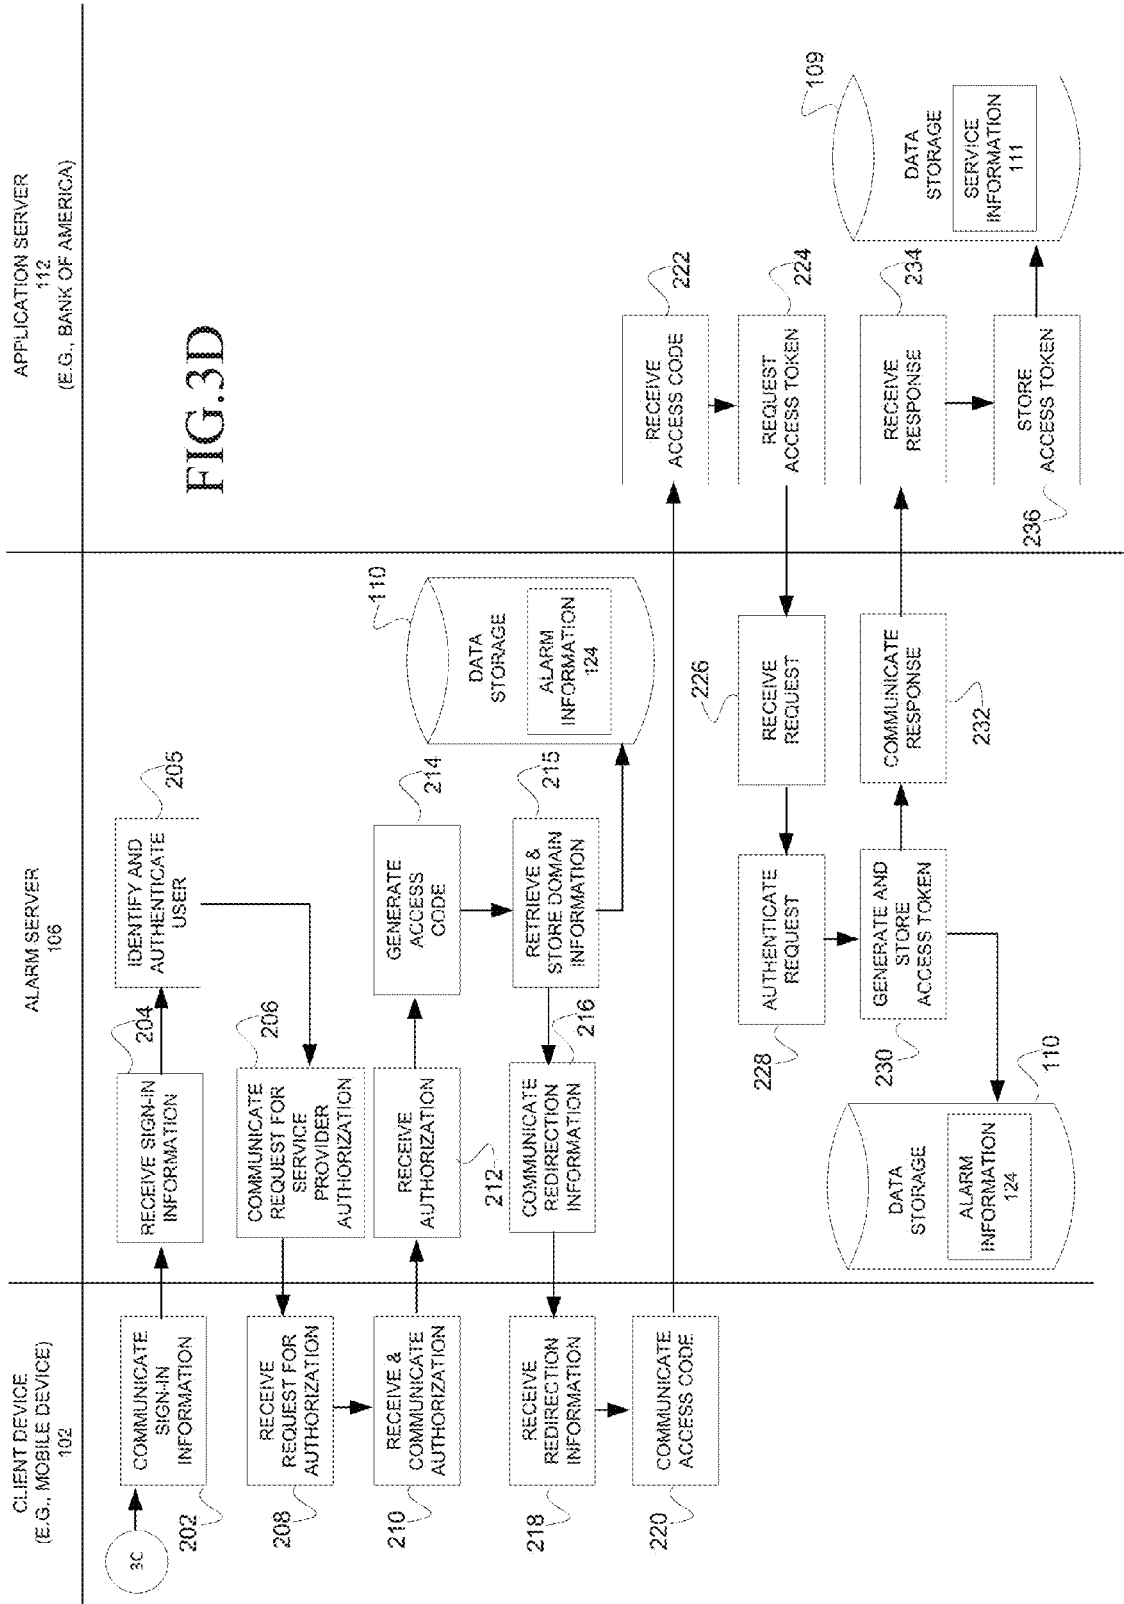 CLIENT DEVICE
(E.G., MOBILE DEVICE)
102
ALARM SERVER
106
APPLICATION SERVER
112
(E.G., BANK OF AMERICA)
FIG.3D
3C
COMMUNICATE
SIGN-IN
INFORMATION
202
RECEIVE SIGN-IN
INFORMATION
204
IDENTIFY AND
AUTHENTICATE
USER
205
COMMUNICATE
REQUEST FOR
SERVICE
PROVIDER
AUTHORIZATION
206
RECEIVE
REQUEST FOR
AUTHORIZATION
208
RECEIVE &
COMMUNICATE
AUTHORIZATION
210
RECEIVE
AUTHORIZATION
212
GENERATE
ACCESS
CODE
214
RETRIEVE &
STORE DOMAIN
INFORMATION
215
DATA
STORAGE
ALARM
INFORMATION
124
110
COMMUNICATE
REDIRECTION
INFORMATION
216
RECEIVE
REDIRECTION
INFORMATION
218
COMMUNICATE
ACCESS CODE
220
RECEIVE
ACCESS CODE
222
REQUEST
ACCESS TOKEN
224
RECEIVE
REQUEST
226
AUTHENTICATE
REQUEST
228
GENERATE AND
STORE
ACCESS TOKEN
230
DATA
STORAGE
ALARM
INFORMATION
124
110
COMMUNICATE
RESPONSE
232
RECEIVE
RESPONSE
234
STORE
ACCESS TOKEN
236
DATA
STORAGE
SERVICE
INFORMATION
111
109